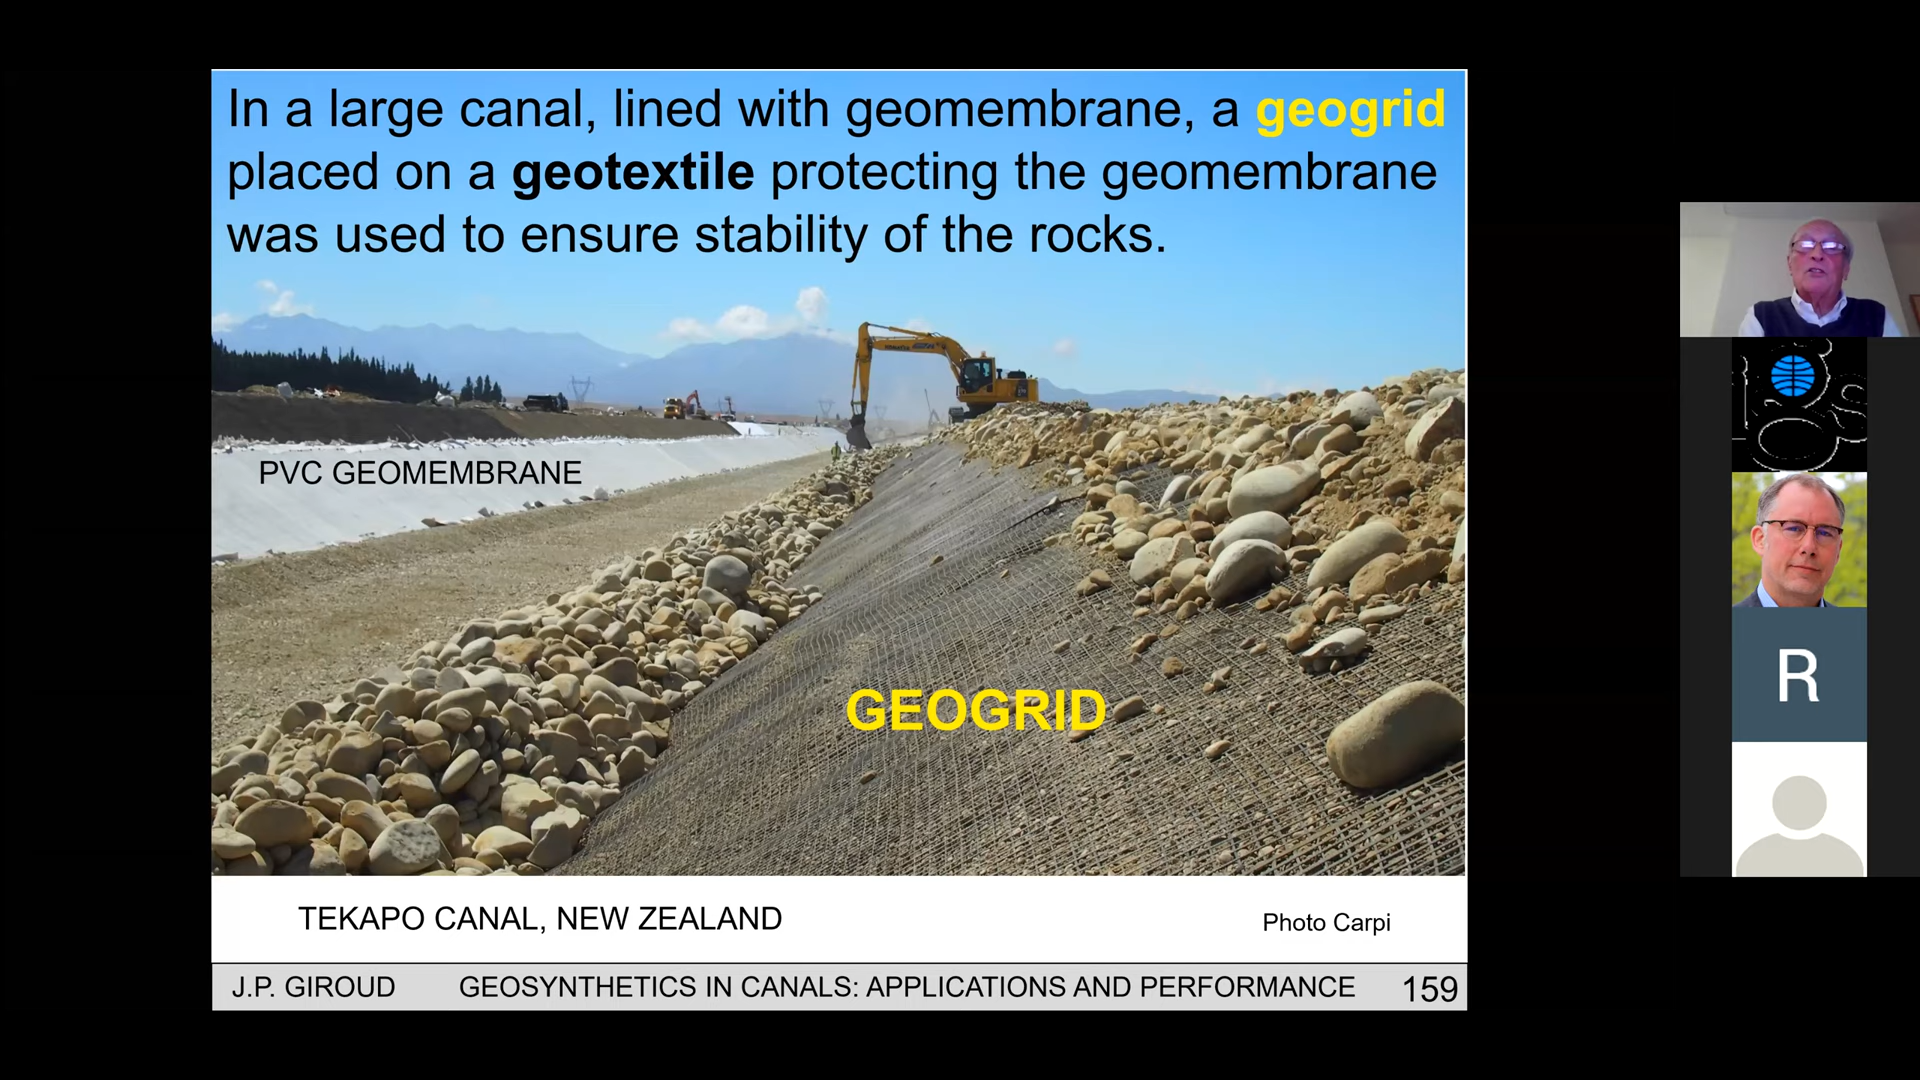 In a large canal, lined with geomembrane, a geogrid
placed on a geotextile protecting the geomembrane
was used to ensure stability of the rocks.
PVC GEOMEMBRANE
GEOGRID
TEKAPO CANAL, NEW ZEALAND
Photo Carpi
J.P. GIROUD GEOSYNTHETICS IN CANALS: APPLICATIONS AND PERFORMANCE 159
R